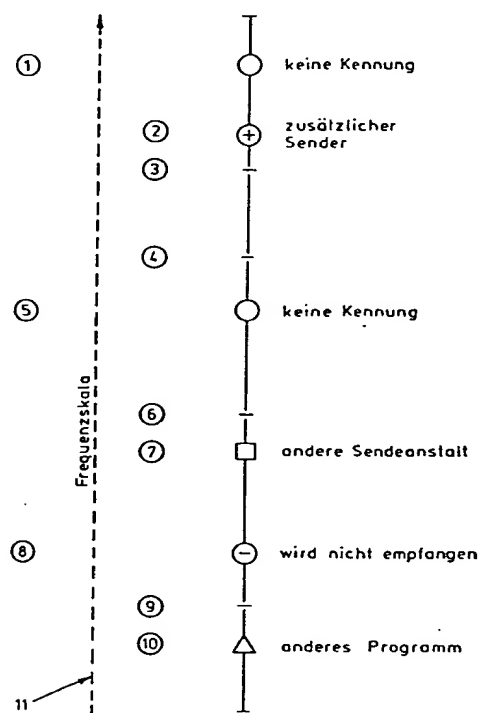 ① keine Kennung
② zusätzlicher
Sender
③
④
⑤ keine Kennung
Frequenzskala
⑥
⑦ andere Sendeanstalt
⑧ wird nicht empfangen
⑨
⑩ anderes Programm
11